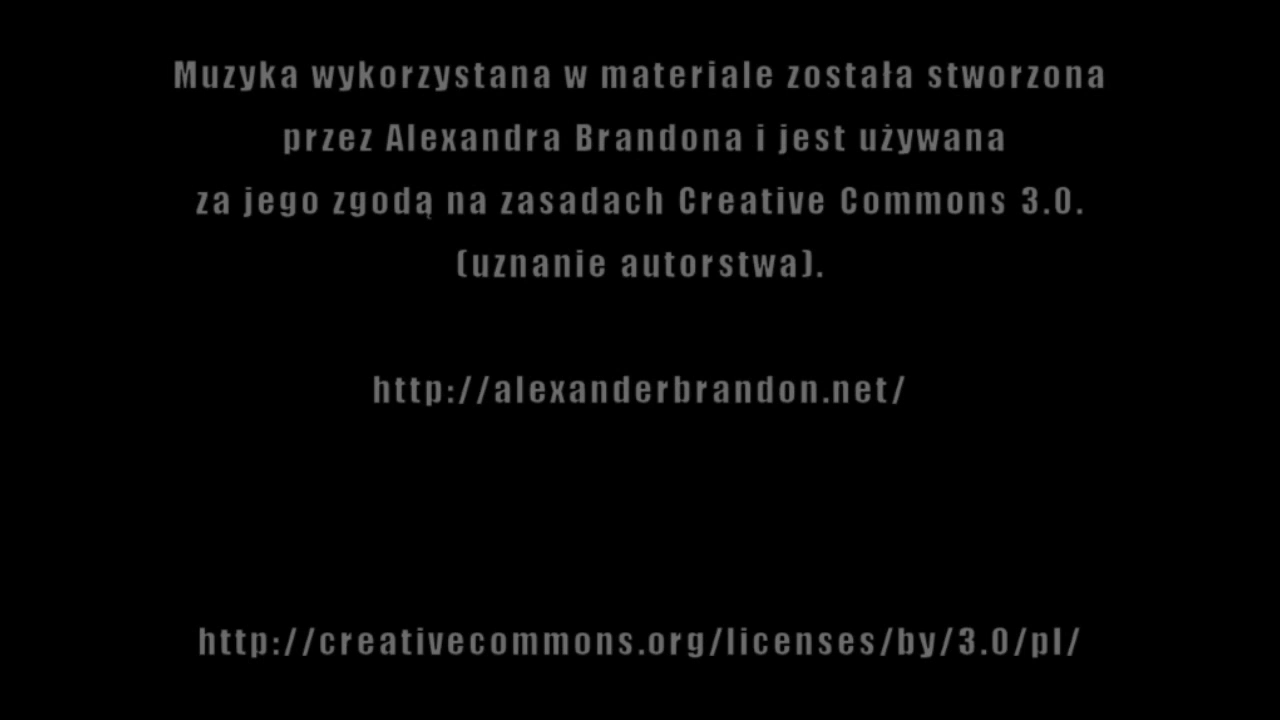 Muzyka wykorzystana w materiale została stworzona
przez Alexandra Brandona i jest używana
za jego zgodą na zasadach Creative Commons 3.0.
(uznanie autorstwa).
http://alexanderbrandon.net/
http://creativecommons.org/licenses/by/3.0/pl/